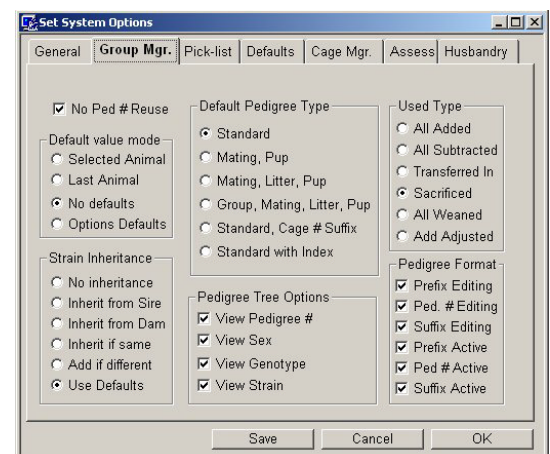 Set System Options
General Group Mgr. Pick-list Defaults Cage Mgr. Assess Husbandry
No Ped # Reuse
Default value mode
Selected Animal
Last Animal
No defaults
Options Defaults
Strain Inheritance
No inheritance
Inherit from Sire
Inherit from Dam
Inherit if same
Add if different
Use Defaults
Default Pedigree Type
Standard
Mating, Pup
Mating, Litter, Pup
Group, Mating, Litter, Pup
Standard, Cage # Suffix
Standard with Index
Pedigree Tree Options
View Pedigree #
View Sex
View Genotype
View Strain
Used Type
All Added
All Subtracted
Transferred In
Sacrificed
All Weaned
Add Adjusted
Pedigree Format
Prefix Editing
Ped. # Editing
Suffix Editing
Prefix Active
Ped # Active
Suffix Active
Save Cancel OK